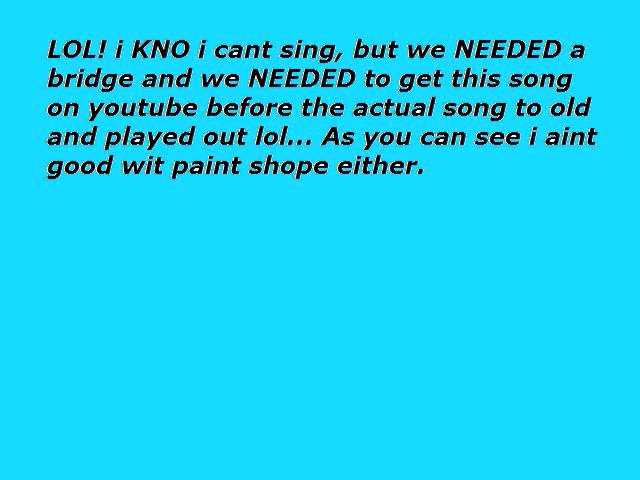 LOL! i KNO i cant sing, but we NEEDED a
bridge and we NEEDED to get this song
on youtube before the actual song to old
and played out lol... As you can see i aint
good wit paint shope either.